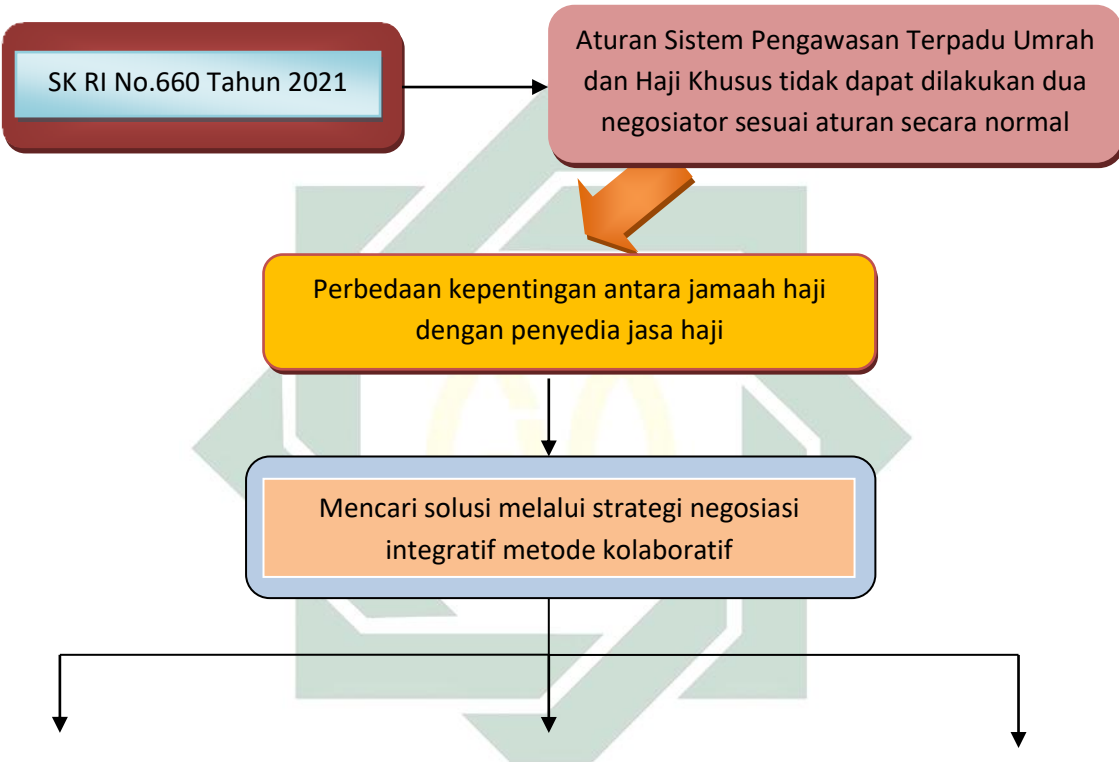 SK RI No.660 Tahun 2021
Aturan Sistem Pengawasan Terpadu Umrah
dan Haji Khusus tidak dapat dilakukan dua
negosiator sesuai aturan secara normal
Perbedaan kepentingan antara jamaah haji
dengan penyedia jasa haji
Mencari solusi melalui strategi negosiasi
integratif metode kolaboratif